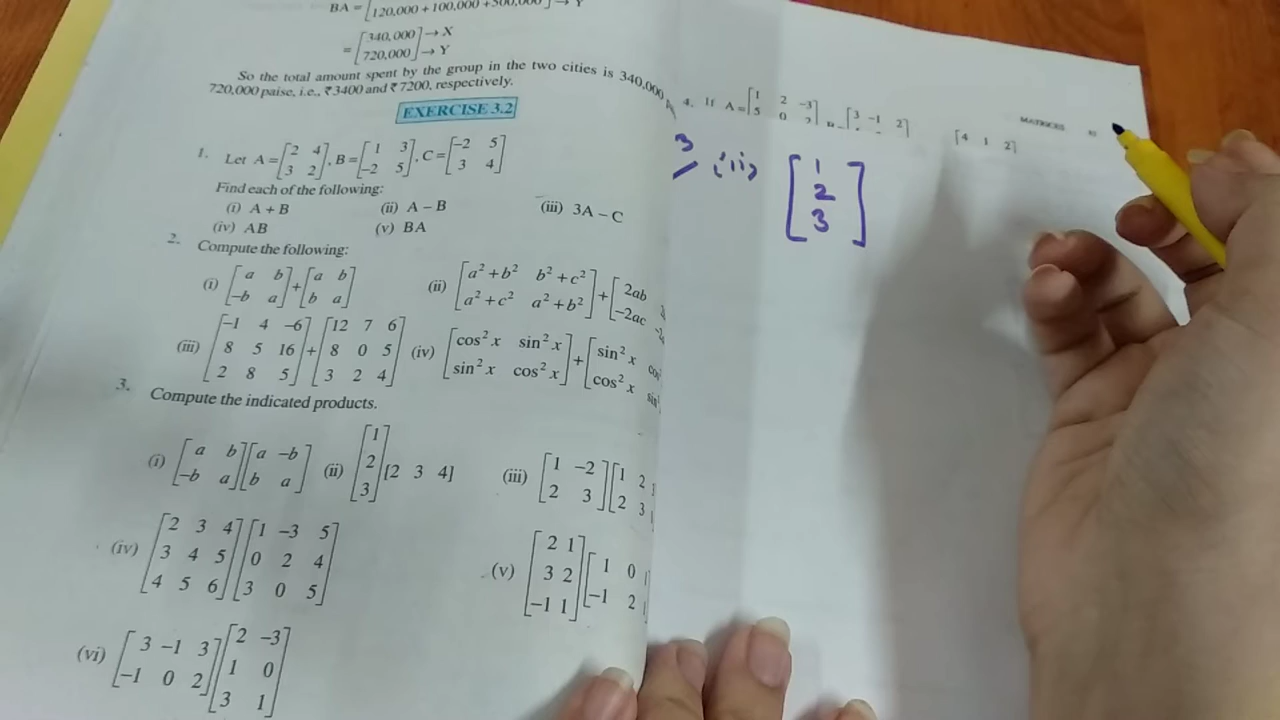 BA = [120,000 + 100,000 + 500,000] → Y
= [340,000] → X
[720,000] → Y
So the total amount spent by the group in the two cities is 340,000
720,000 paise, i.e., ₹ 3400 and ₹ 7200, respectively.
EXERCISE 3.2
1. Let A = [2 4; 3 2], B = [1 3; -2 5], C = [-2 5; 3 4]
Find each of the following:
(i) A + B (ii) A – B (iii) 3A – C
(iv) AB (v) BA
2. Compute the following:
(i) [a b; -b a] + [a b; b a] (ii) [a² + b² b² + c²; a² + c² a² + b²] + [2ab; -2ac
(iii) [-1 4 -6; 8 5 16; 2 8 5] + [12 7 6; 8 0 5; 3 2 4] (iv) [cos² x sin² x; sin² x cos² x] + [sin² x; cos² x
3. Compute the indicated products.
(i) [a b; -b a] [a -b; b a] (ii) [1; 2; 3] [2 3 4] (iii) [1 -2; 2 3] [1 2; 2 3
(iv) [2 3 4; 3 4 5; 4 5 6] [1 -3 5; 0 2 4; 3 0 5] (v) [2 1; 3 2; -1 1] [1 0; -1 2
(vi) [3 -1 3; -1 0 2] [2 -3; 1 0; 3 1]
MATRICES
4. If A = [1 2 -3; 5 0 2] [3 -1 2] [4 1 2]
3 (ii) [1; 2; 3]